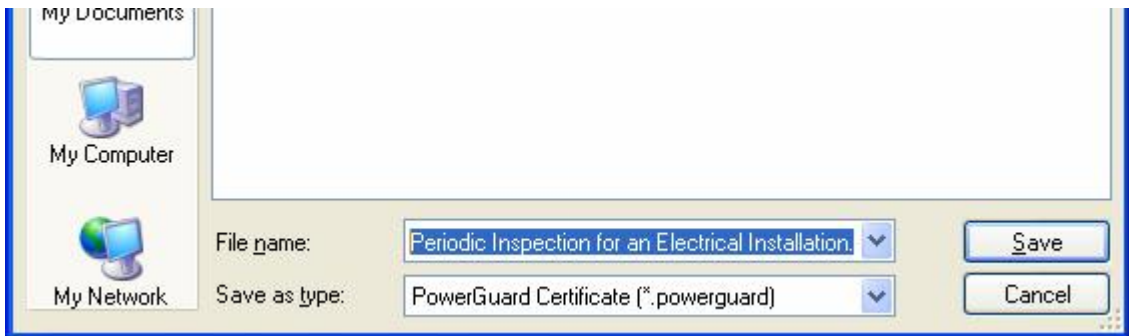 My Documents
My Computer
My Network
File name:
Periodic Inspection for an Electrical Installation.
Save
Save as type:
PowerGuard Certificate (*.powerguard)
Cancel